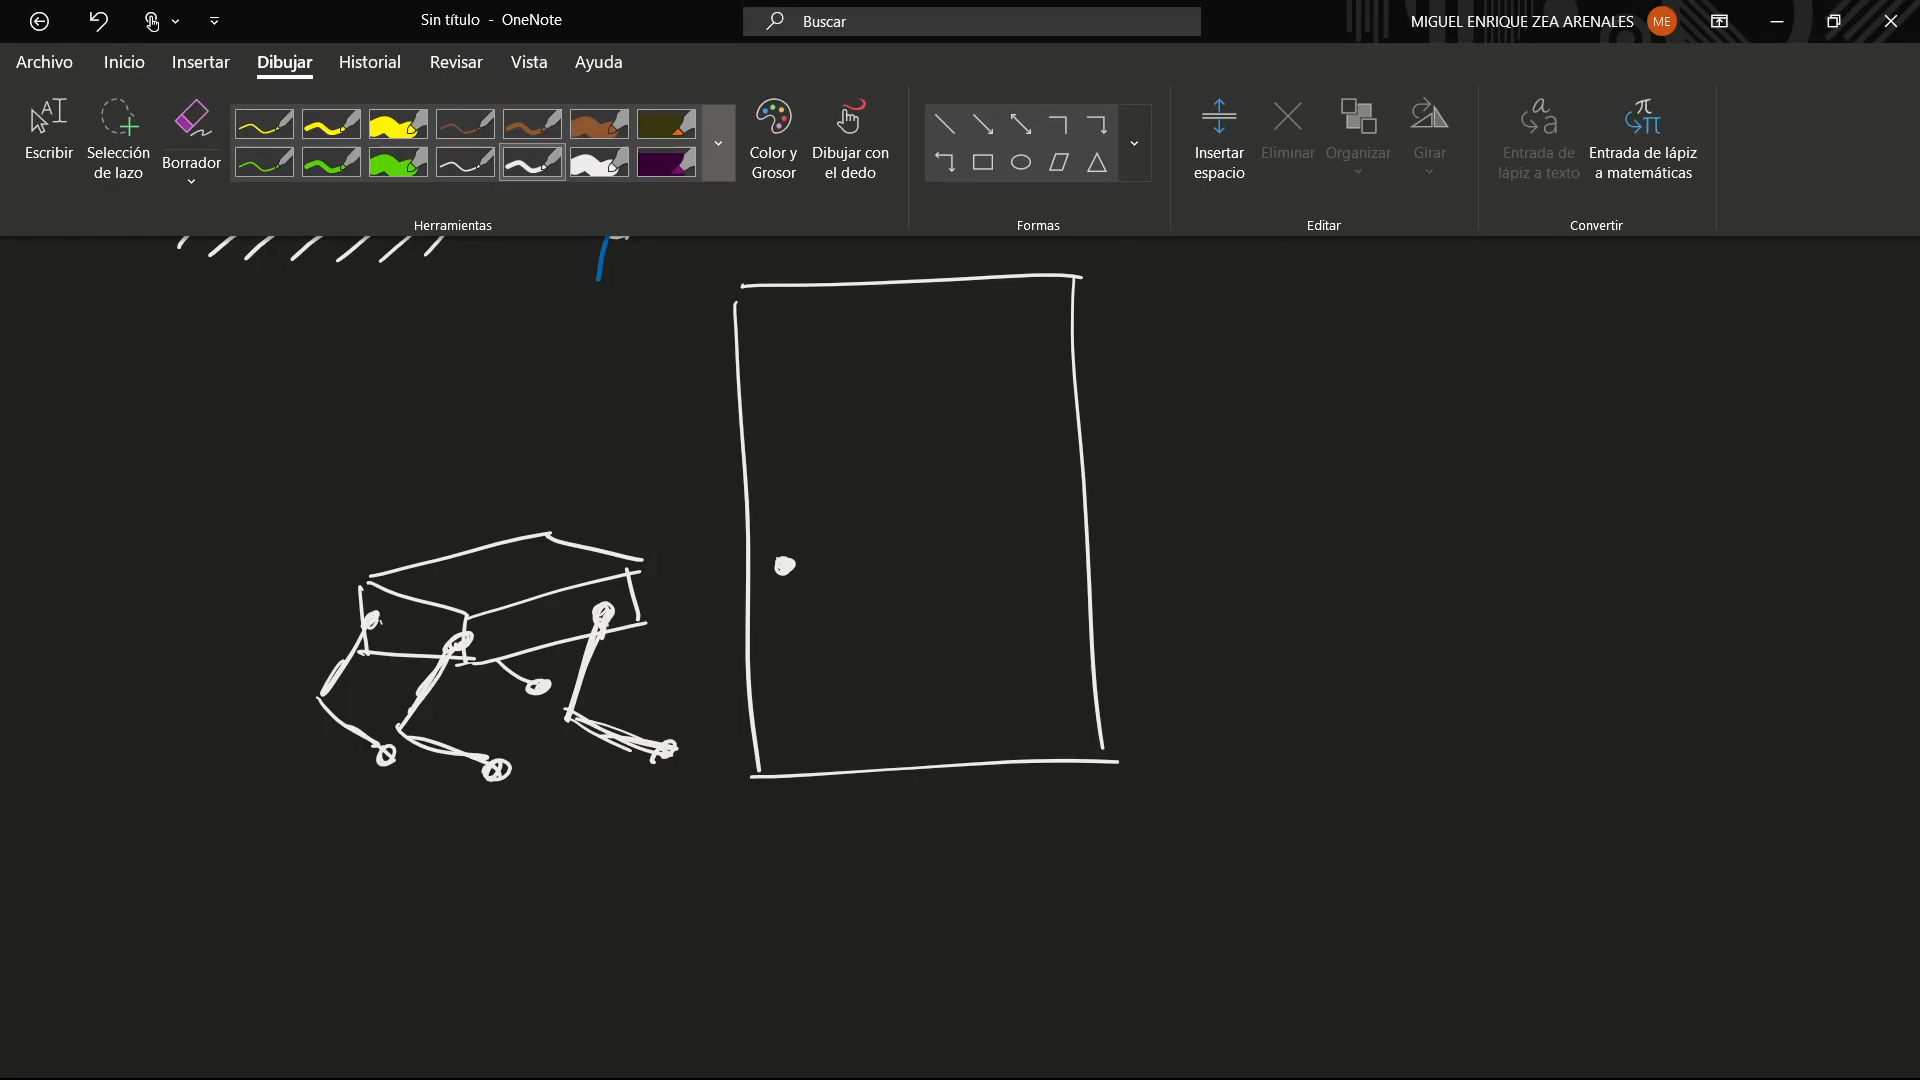 Sin título - OneNote
Buscar
MIGUEL ENRIQUE ZEA ARENALES
ME
Archivo
Inicio
Insertar
Dibujar
Historial
Revisar
Vista
Ayuda
Escribir
Selección
de lazo
Borrador
Color y
Grosor
Dibujar con
el dedo
Insertar
espacio
Eliminar
Organizar
Girar
Entrada de
lápiz a texto
Entrada de lápiz
a matemáticas
Herramientas
Formas
Editar
Convertir